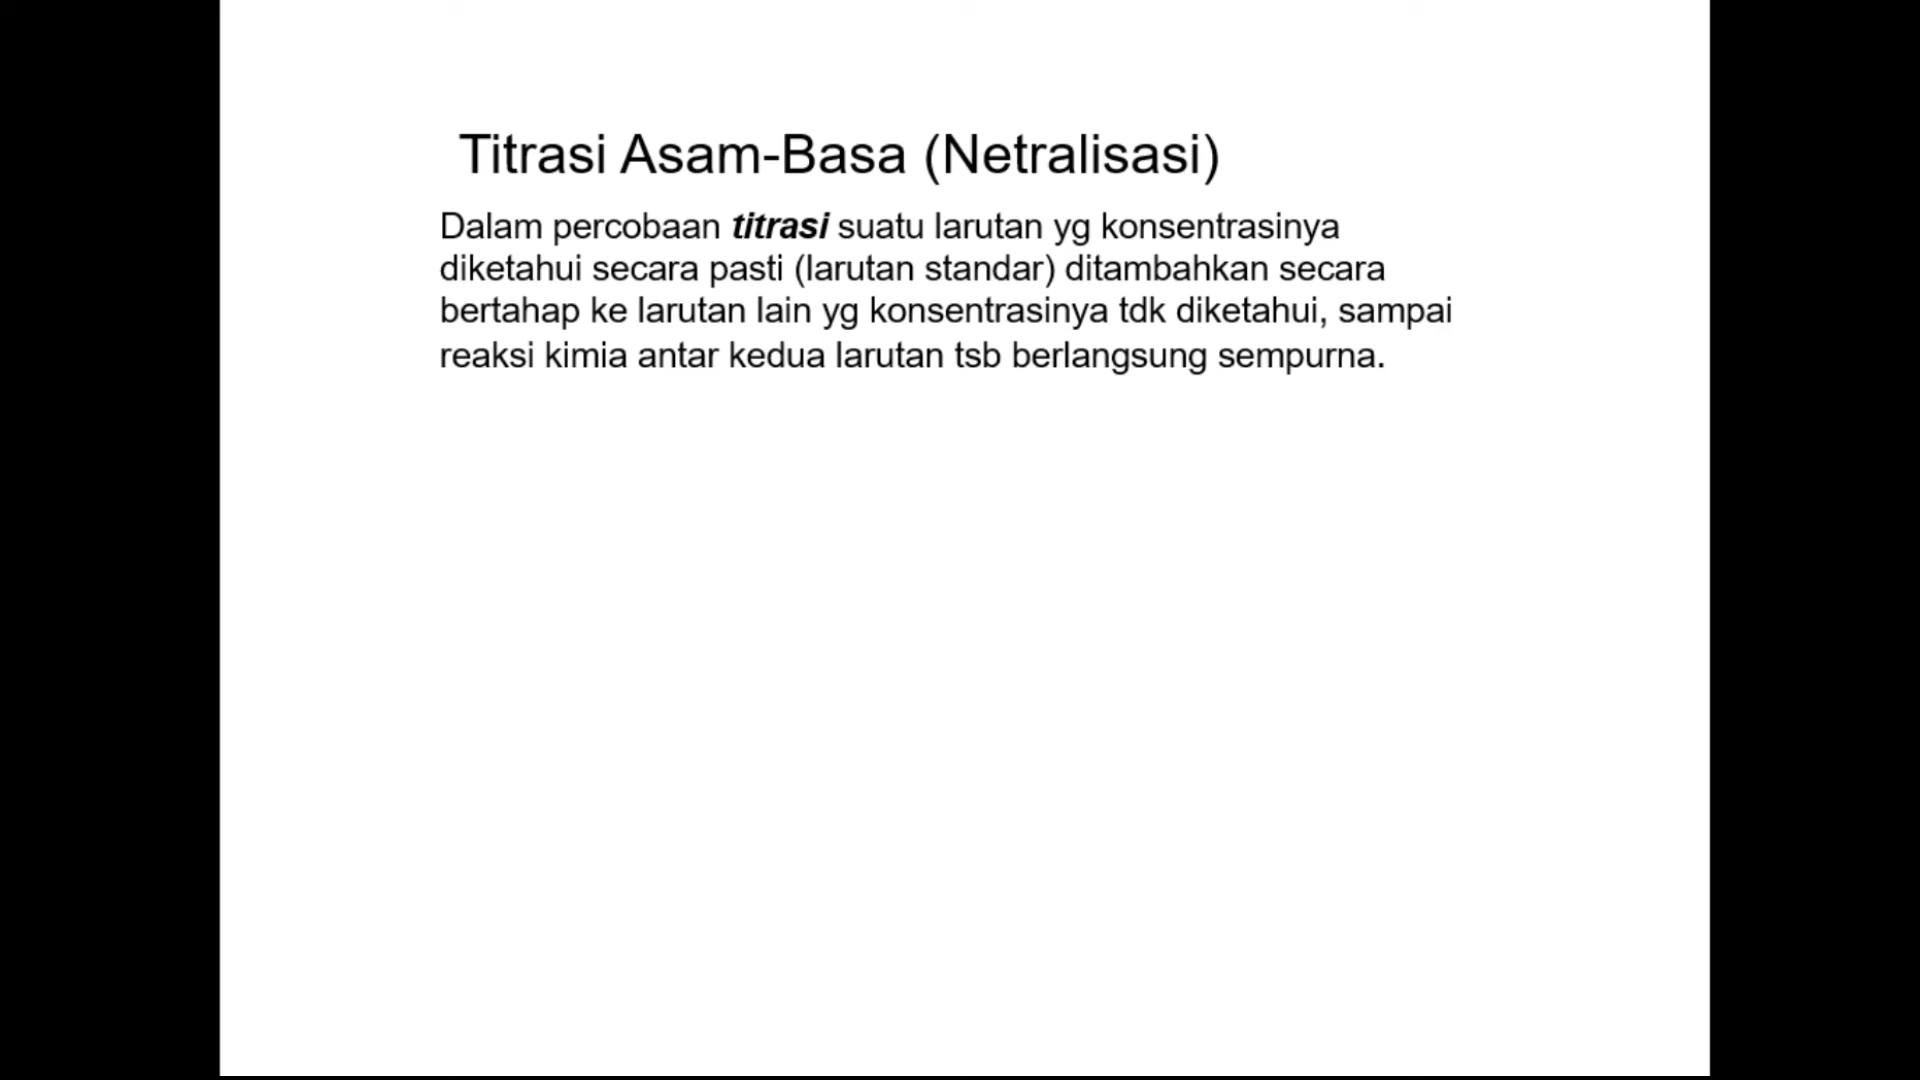 Titrasi Asam-Basa (Netralisasi)
Dalam percobaan titrasi suatu larutan yg konsentrasinya
diketahui secara pasti (larutan standar) ditambahkan secara
bertahap ke larutan lain yg konsentrasinya tdk diketahui, sampai
reaksi kimia antar kedua larutan tsb berlangsung sempurna.